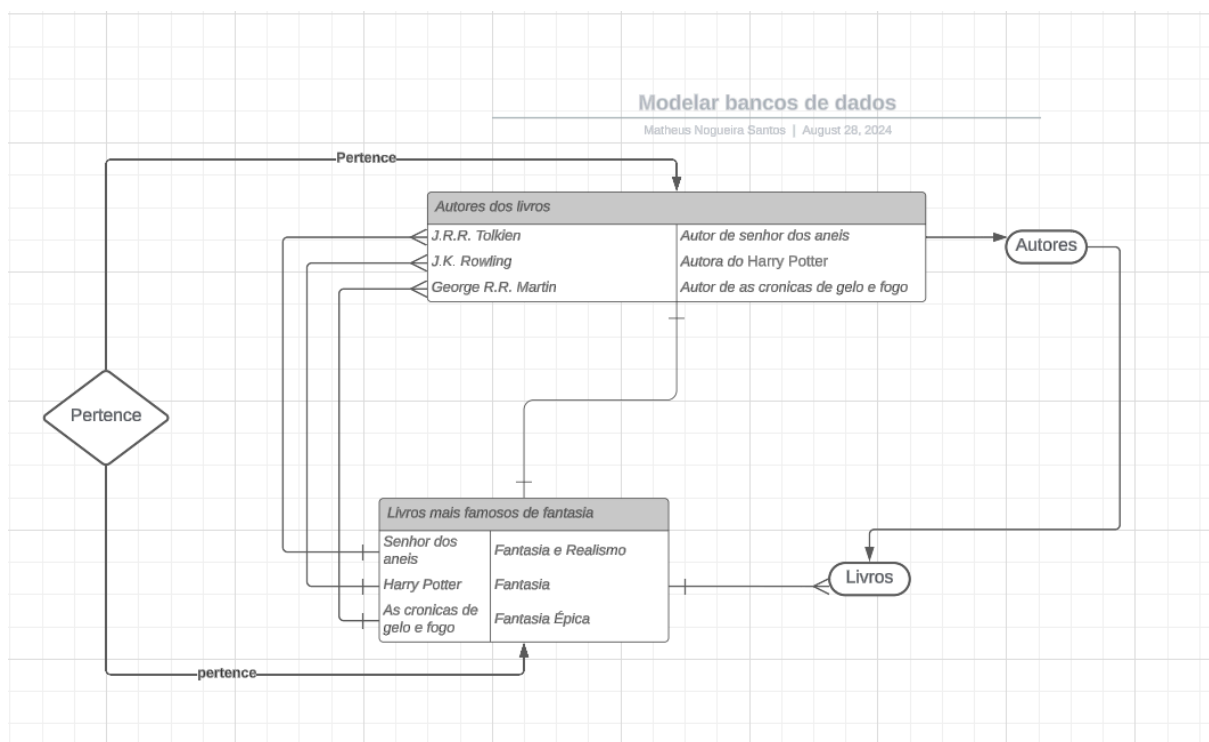 Modelar bancos de dados
Matheus Nogueira Santos | August 28, 2024
Pertence
Autores dos livros
J.R.R. Tolkien Autor de senhor dos aneis
J.K. Rowling Autora do Harry Potter
George R.R. Martin Autor de as cronicas de gelo e fogo
Autores
Pertence
Livros mais famosos de fantasia
Senhor dos
aneis
Fantasia e Realismo
Harry Potter Fantasia
As cronicas de
gelo e fogo
Fantasia Épica
Livros
pertence